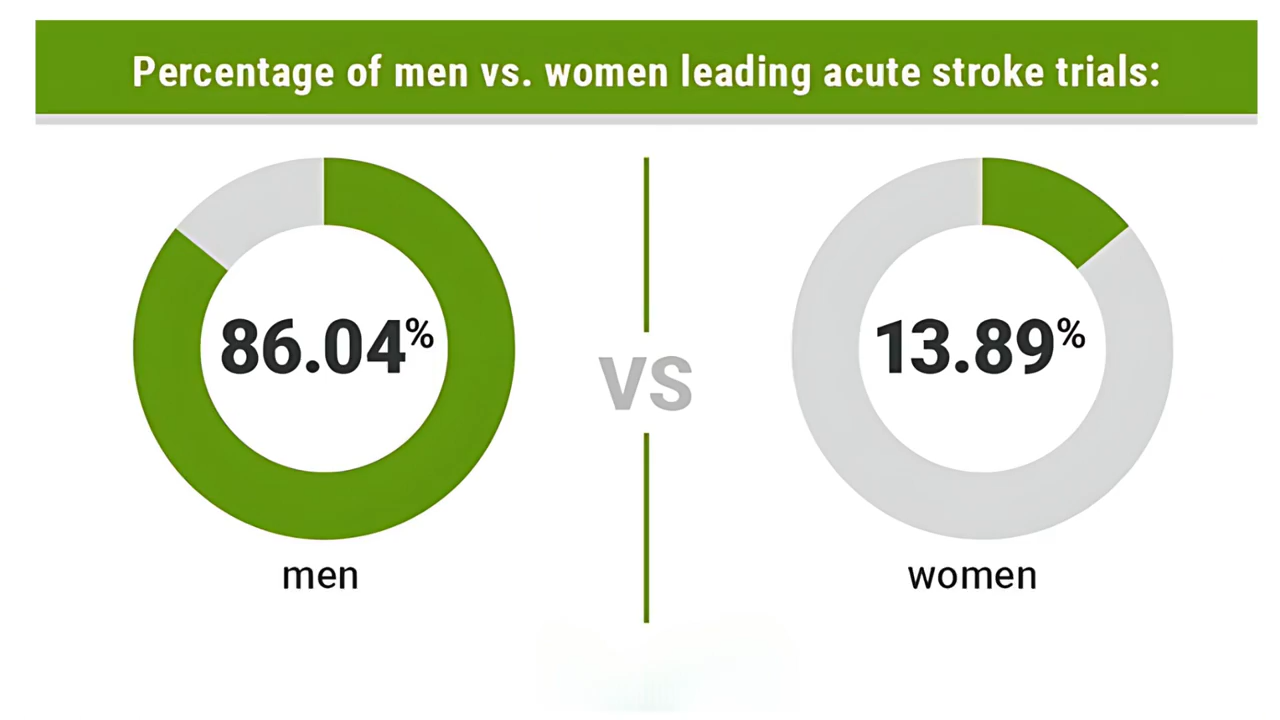 Percentage of men vs. women leading acute stroke trials:
86.04%
men
VS
13.89%
women